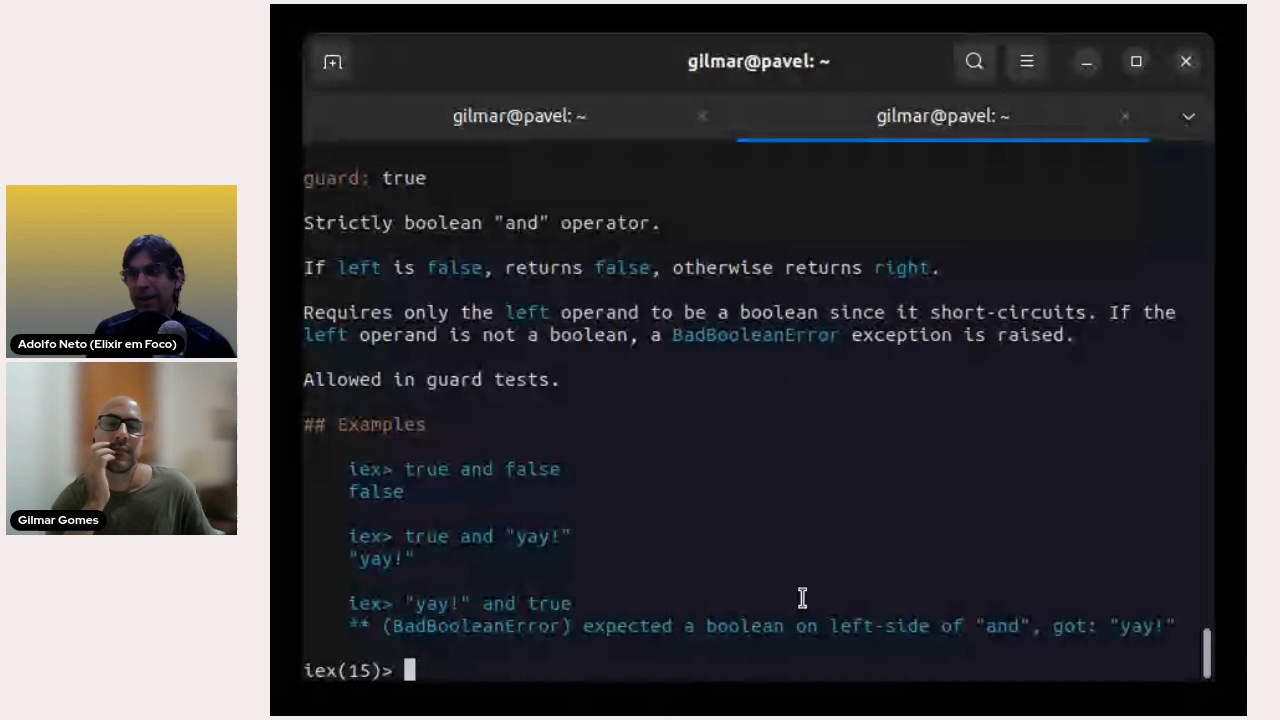 gilmar@pavel: ~
gilmar@pavel: ~
gilmar@pavel: ~
guard: true
Strictly boolean "and" operator.
If left is false, returns false, otherwise returns right.
Requires only the left operand to be a boolean since it short-circuits. If the
left operand is not a boolean, a BadBooleanError exception is raised.
Allowed in guard tests.
## Examples
iex> true and false
false
iex> true and "yay!"
"yay!"
iex> "yay!" and true
** (BadBooleanError) expected a boolean on left-side of "and", got: "yay!"
iex(15)>
Adolfo Neto (Elixir em Foco)
Gilmar Gomes